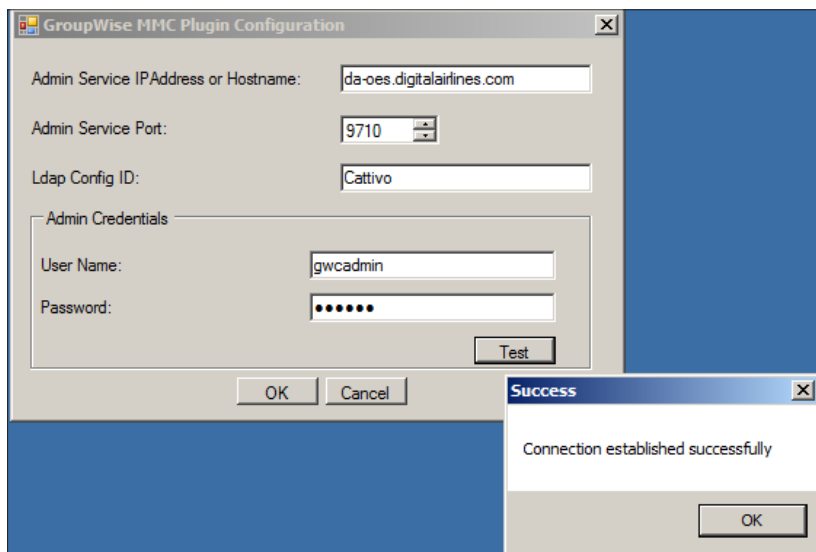 GroupWise MMC Plugin Configuration
Admin Service IPAddress or Hostname: da-oes.digitalairlines.com
Admin Service Port: 9710
Ldap Config ID: Cattivo
Admin Credentials
User Name: gwcadmin
Password: ●●●●●●
Test
OK Cancel
Success
Connection established successfully
OK